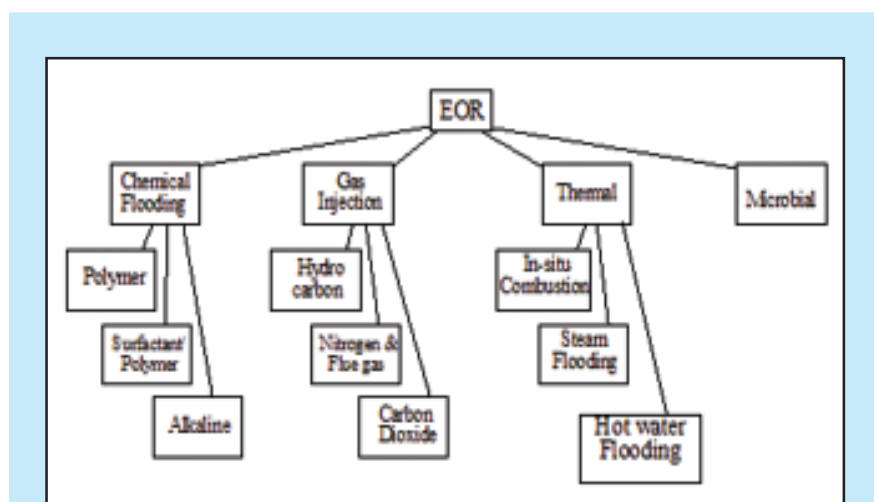 EOR
Chemical
Flooding
Gas
Injection
Thermal
Microbial
Polymer
Hydro
carbon
In-situ
Combustion
Surfactant/
Polymer
Nitrogen &
Flue gas
Steam
Flooding
Alkaline
Carbon
Dioxide
Hot water
Flooding